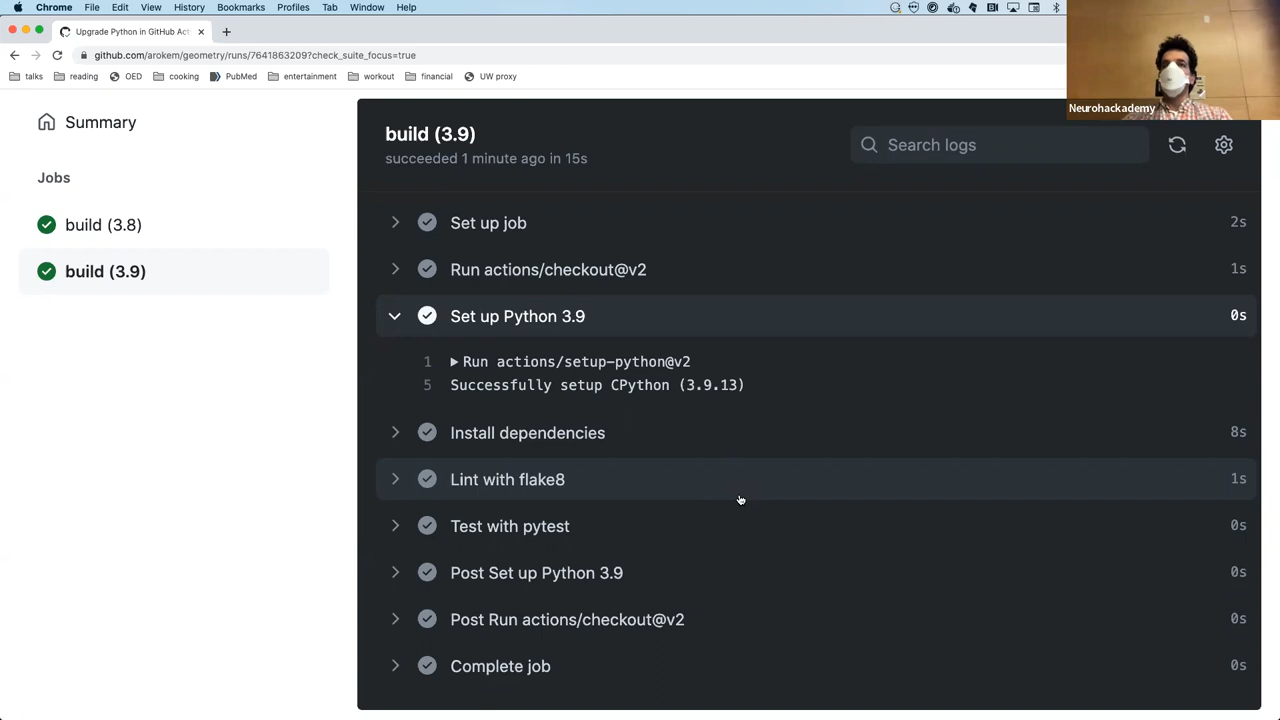 Chrome File Edit View History Bookmarks Profiles Tab Window Help
Upgrade Python in GitHub Act
github.com/arokem/geometry/runs/7641863209?check_suite_focus=true
talks reading OED cooking PubMed entertainment workout financial UW proxy
Neurohackademy
Summary
Jobs
build (3.8)
build (3.9)
build (3.9)
succeeded 1 minute ago in 15s
Search logs
Set up job 2s
Run actions/checkout@v2 1s
Set up Python 3.9 0s
1 Run actions/setup-python@v2
5 Successfully setup CPython (3.9.13)
Install dependencies 8s
Lint with flake8 1s
Test with pytest 0s
Post Set up Python 3.9 0s
Post Run actions/checkout@v2 0s
Complete job 0s